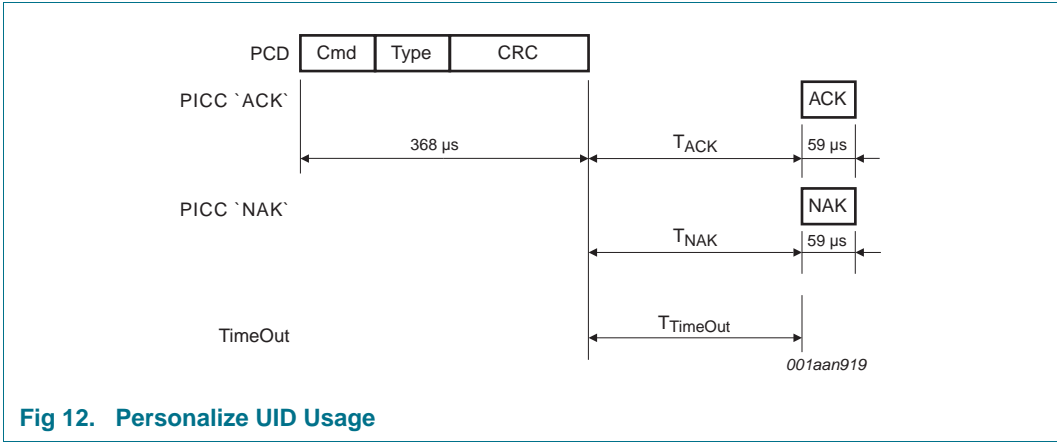 PCD Cmd Type CRC
PICC `ACK` ACK
368 µs TACK 59 µs
PICC `NAK` NAK
TNAK 59 µs
TimeOut TTimeOut
001aan919
Fig 12. Personalize UID Usage